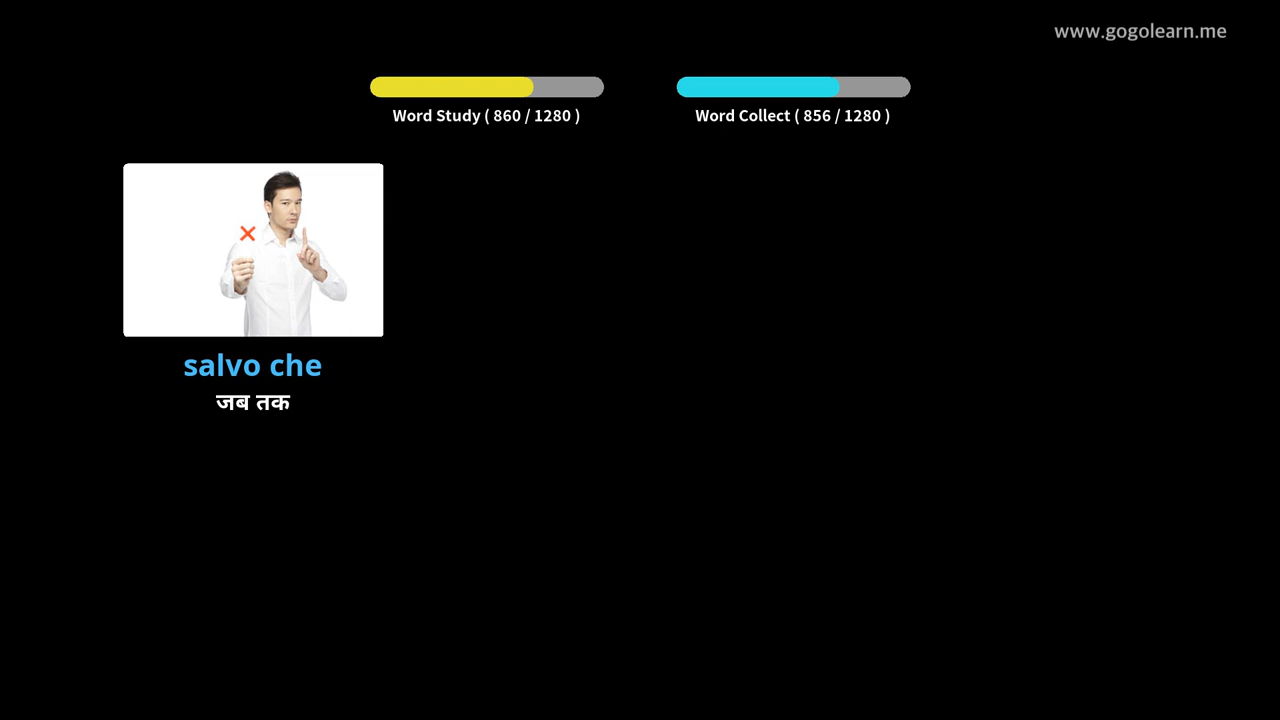 www.gogolearn.me
Word Study ( 860 / 1280 )
Word Collect ( 856 / 1280 )
salvo che
जब तक